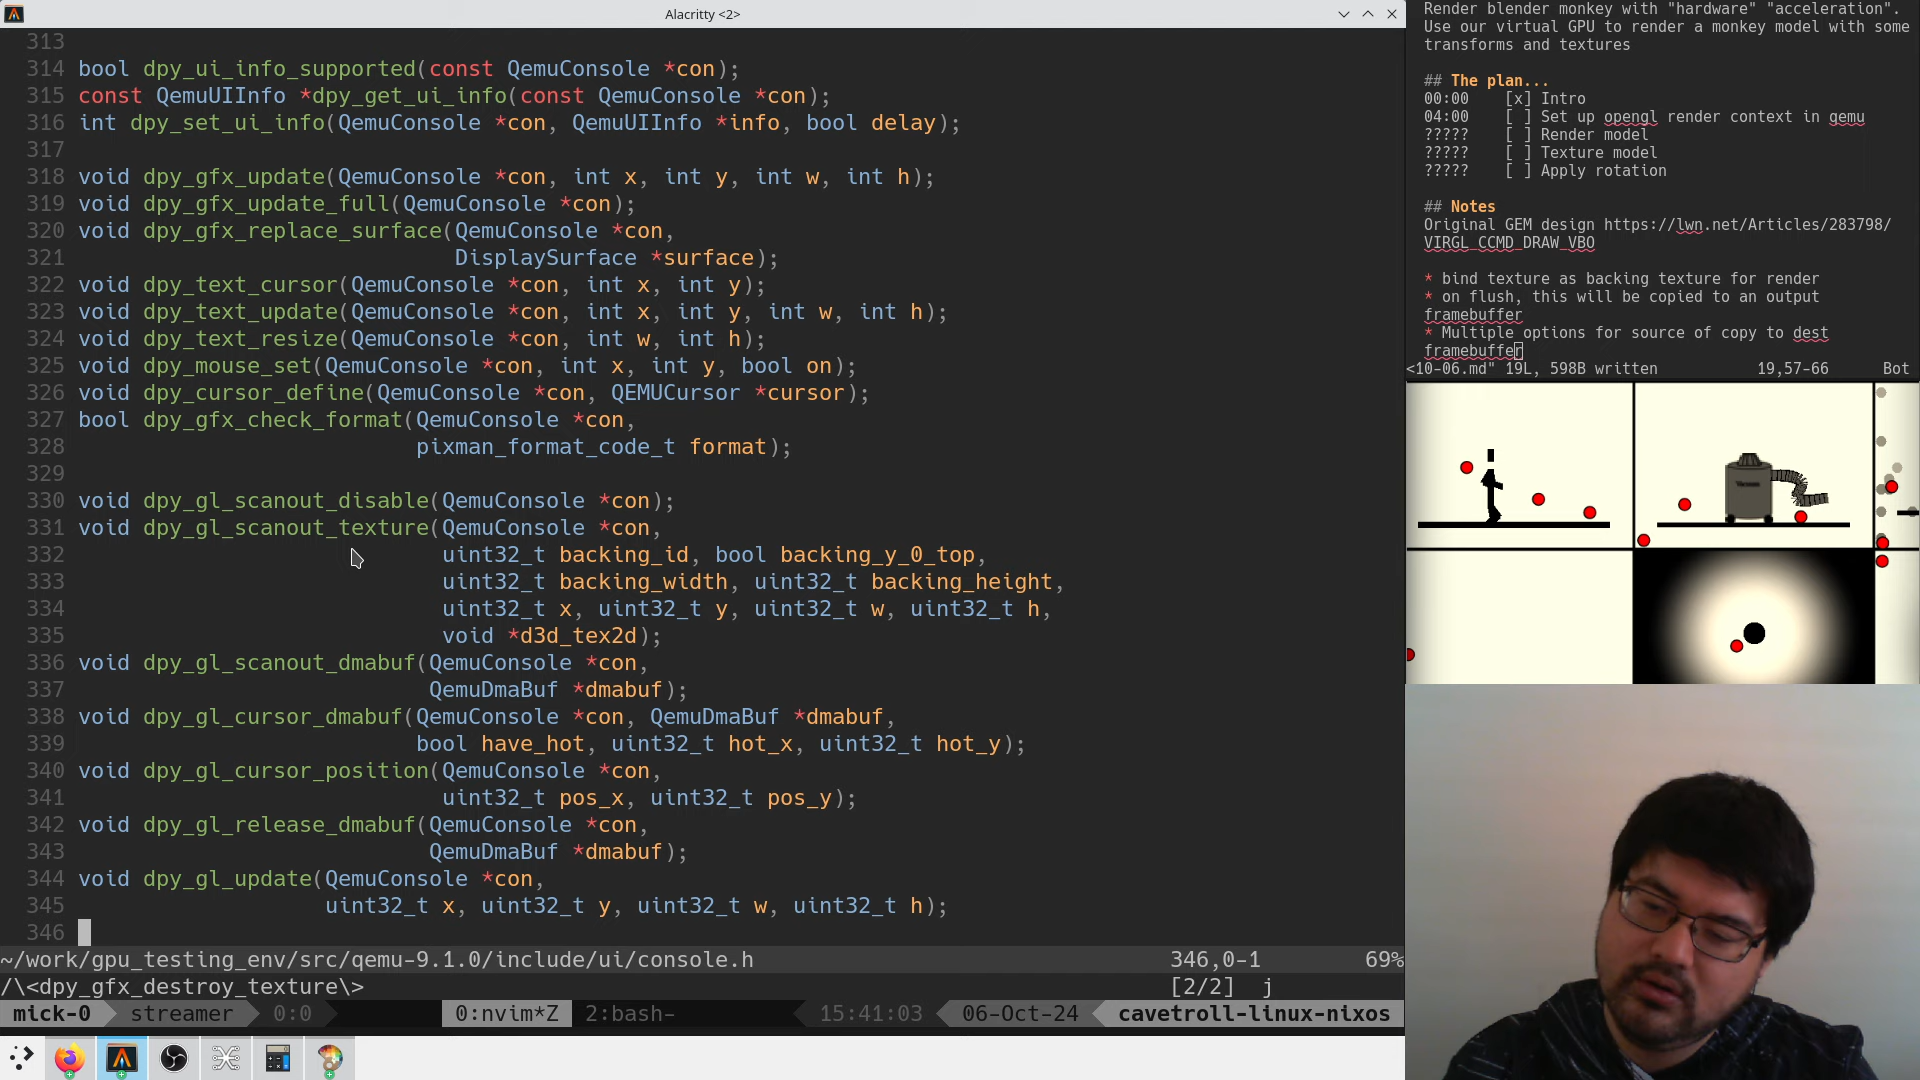 Alacritty <2>
313
314 bool dpy_ui_info_supported(const QemuConsole *con);
315 const QemuUIInfo *dpy_get_ui_info(const QemuConsole *con);
316 int dpy_set_ui_info(QemuConsole *con, QemuUIInfo *info, bool delay);
317
318 void dpy_gfx_update(QemuConsole *con, int x, int y, int w, int h);
319 void dpy_gfx_update_full(QemuConsole *con);
320 void dpy_gfx_replace_surface(QemuConsole *con,
321 DisplaySurface *surface);
322 void dpy_text_cursor(QemuConsole *con, int x, int y);
323 void dpy_text_update(QemuConsole *con, int x, int y, int w, int h);
324 void dpy_text_resize(QemuConsole *con, int w, int h);
325 void dpy_mouse_set(QemuConsole *con, int x, int y, bool on);
326 void dpy_cursor_define(QemuConsole *con, QEMUCursor *cursor);
327 bool dpy_gfx_check_format(QemuConsole *con,
328 pixman_format_code_t format);
329
330 void dpy_gl_scanout_disable(QemuConsole *con);
331 void dpy_gl_scanout_texture(QemuConsole *con,
332 uint32_t backing_id, bool backing_y_0_top,
333 uint32_t backing_width, uint32_t backing_height,
334 uint32_t x, uint32_t y, uint32_t w, uint32_t h,
335 void *d3d_tex2d);
336 void dpy_gl_scanout_dmabuf(QemuConsole *con,
337 QemuDmaBuf *dmabuf);
338 void dpy_gl_cursor_dmabuf(QemuConsole *con, QemuDmaBuf *dmabuf,
339 bool have_hot, uint32_t hot_x, uint32_t hot_y);
340 void dpy_gl_cursor_position(QemuConsole *con,
341 uint32_t pos_x, uint32_t pos_y);
342 void dpy_gl_release_dmabuf(QemuConsole *con,
343 QemuDmaBuf *dmabuf);
344 void dpy_gl_update(QemuConsole *con,
345 uint32_t x, uint32_t y, uint32_t w, uint32_t h);
346
~/work/gpu_testing_env/src/qemu-9.1.0/include/ui/console.h 346,0-1 69%
/\<dpy_gfx_destroy_texture\> [2/2] j
mick-0 streamer 0:0 0:nvim*Z 2:bash- 15:41:03 06-Oct-24 cavetroll-linux-nixos
Render blender monkey with "hardware" "acceleration".
Use our virtual GPU to render a monkey model with some
transforms and textures
## The plan...
00:00 [x] Intro
04:00 [ ] Set up opengl render context in qemu
????? [ ] Render model
????? [ ] Texture model
????? [ ] Apply rotation
## Notes
Original GEM design https://lwn.net/Articles/283798/
VIRGL_CCMD_DRAW_VBO
* bind texture as backing texture for render
* on flush, this will be copied to an output
framebuffer
* Multiple options for source of copy to dest
framebuffer
<10-06.md" 19L, 598B written 19,57-66 Bot
Vacuum